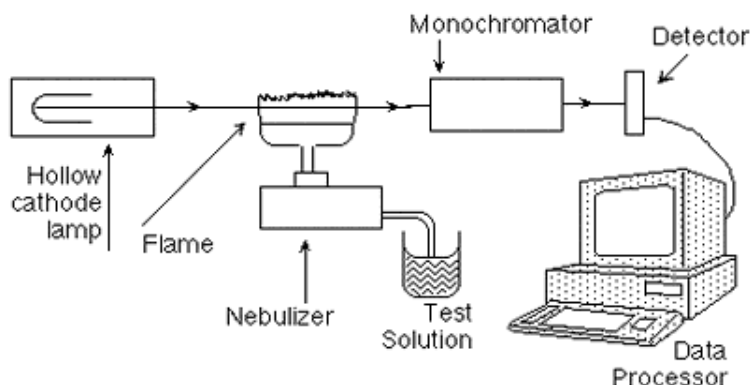 Monochromator
Detector
Hollow
cathode
lamp
Flame
Nebulizer
Test
Solution
Data
Processor